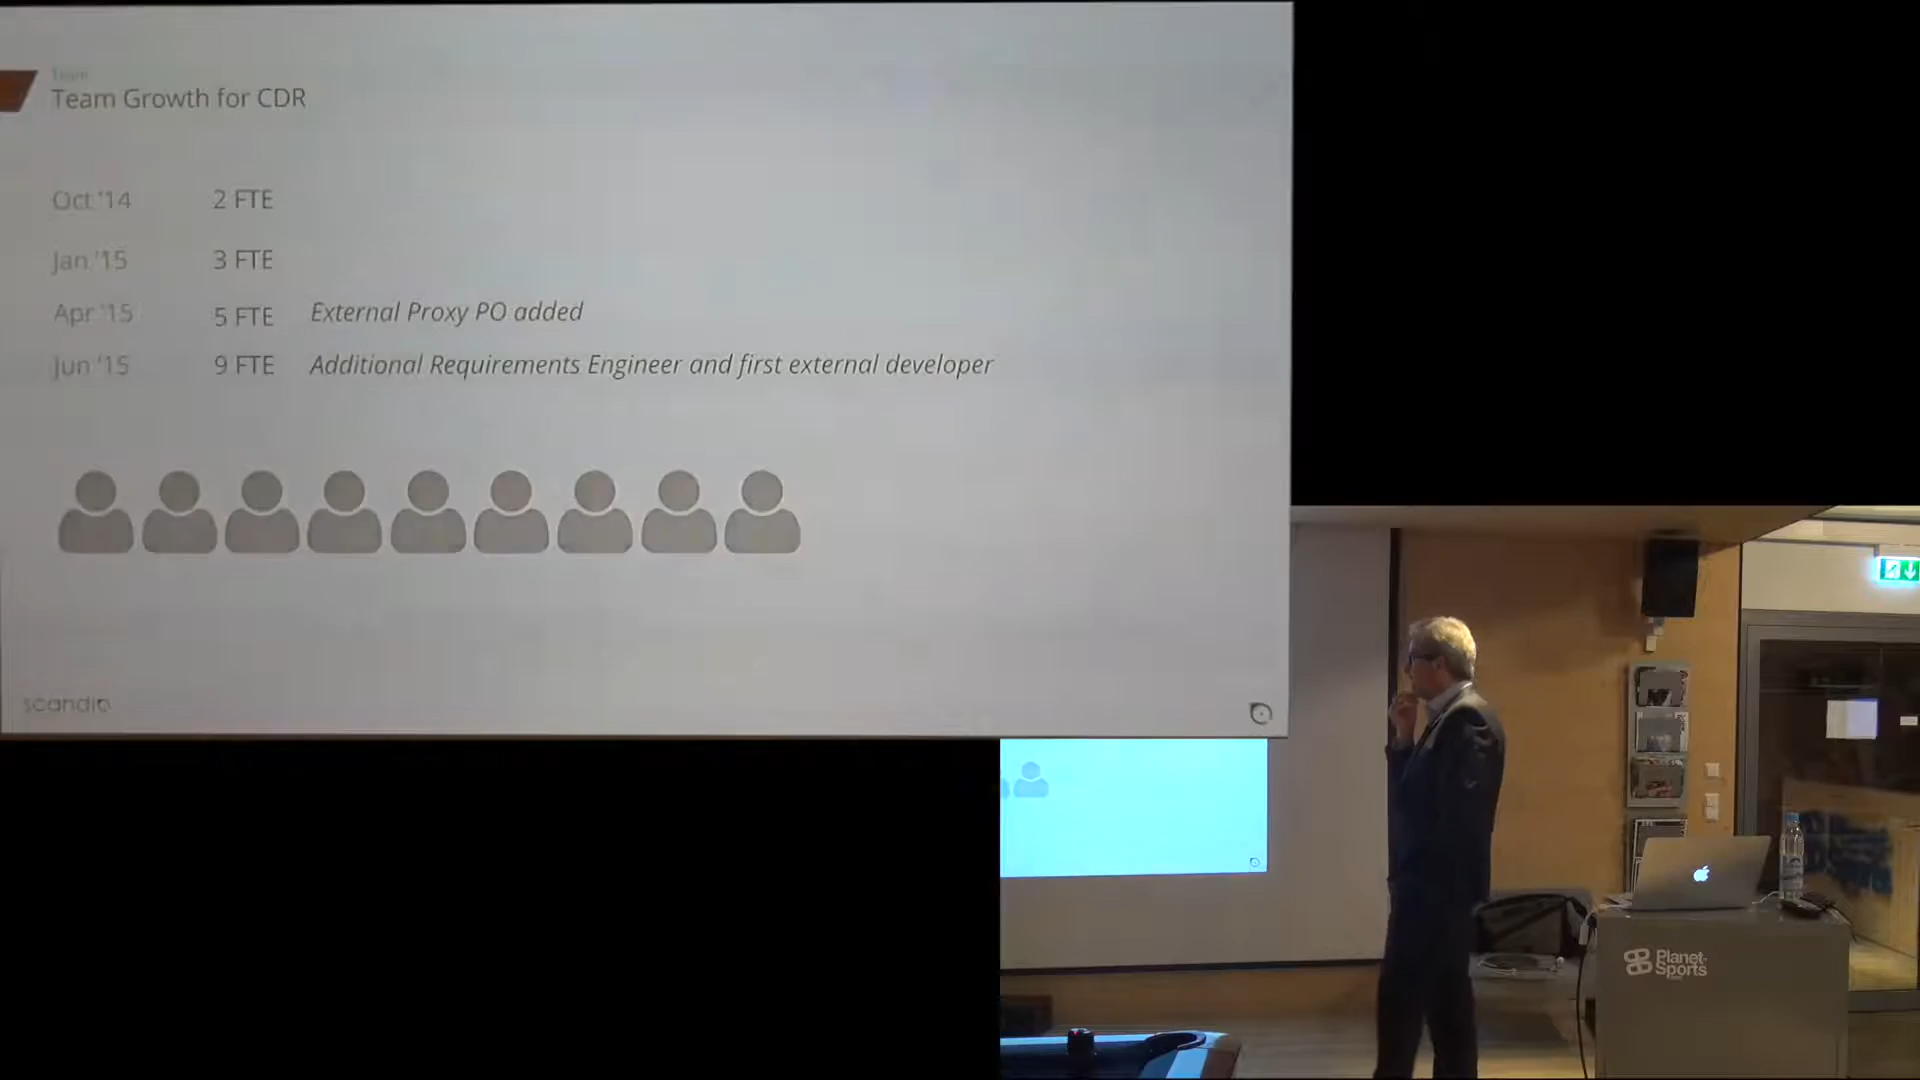 Team
Team Growth for CDR
Oct '14 2 FTE
Jan '15 3 FTE
Apr '15 5 FTE External Proxy PO added
Jun '15 9 FTE Additional Requirements Engineer and first external developer
scandio
Planet-
Sports